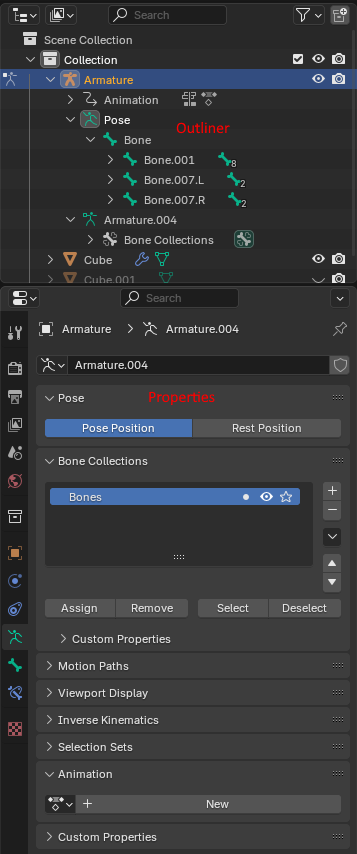 Search
Scene Collection
Collection
Armature
Animation
Pose
Outliner
Bone
Bone.001 8
Bone.007.L 2
Bone.007.R 2
Armature.004
Bone Collections
Cube
Cube.001
Search
Armature > Armature.004
Armature.004
Pose
Properties
Pose Position Rest Position
Bone Collections
Bones
Assign Remove Select Deselect
Custom Properties
Motion Paths
Viewport Display
Inverse Kinematics
Selection Sets
Animation
+ New
Custom Properties